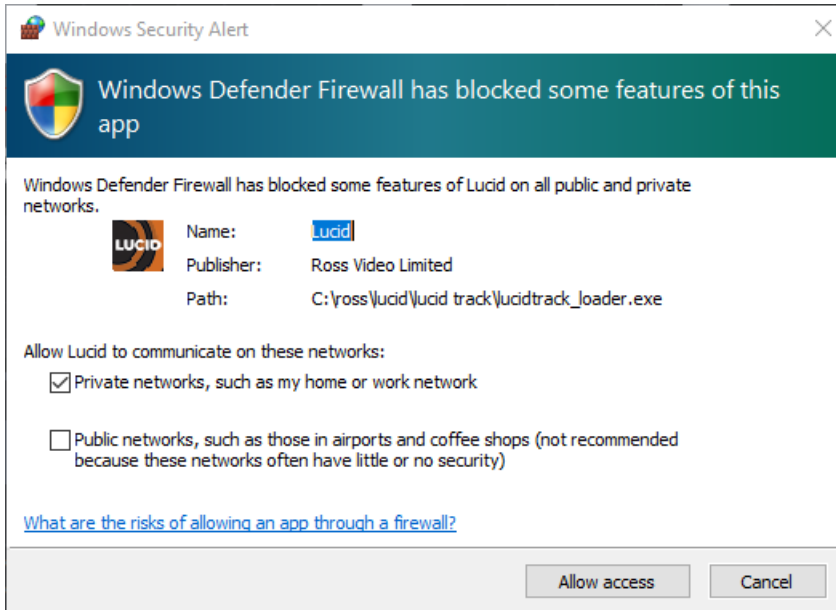 Windows Security Alert
Windows Defender Firewall has blocked some features of this
app
Windows Defender Firewall has blocked some features of Lucid on all public and private
networks.
LUCID
Name: Lucid
Publisher: Ross Video Limited
Path: C:\ross\lucid\lucid track\lucidtrack_loader.exe
Allow Lucid to communicate on these networks:
Private networks, such as my home or work network
Public networks, such as those in airports and coffee shops (not recommended
because these networks often have little or no security)
What are the risks of allowing an app through a firewall?
Allow access Cancel